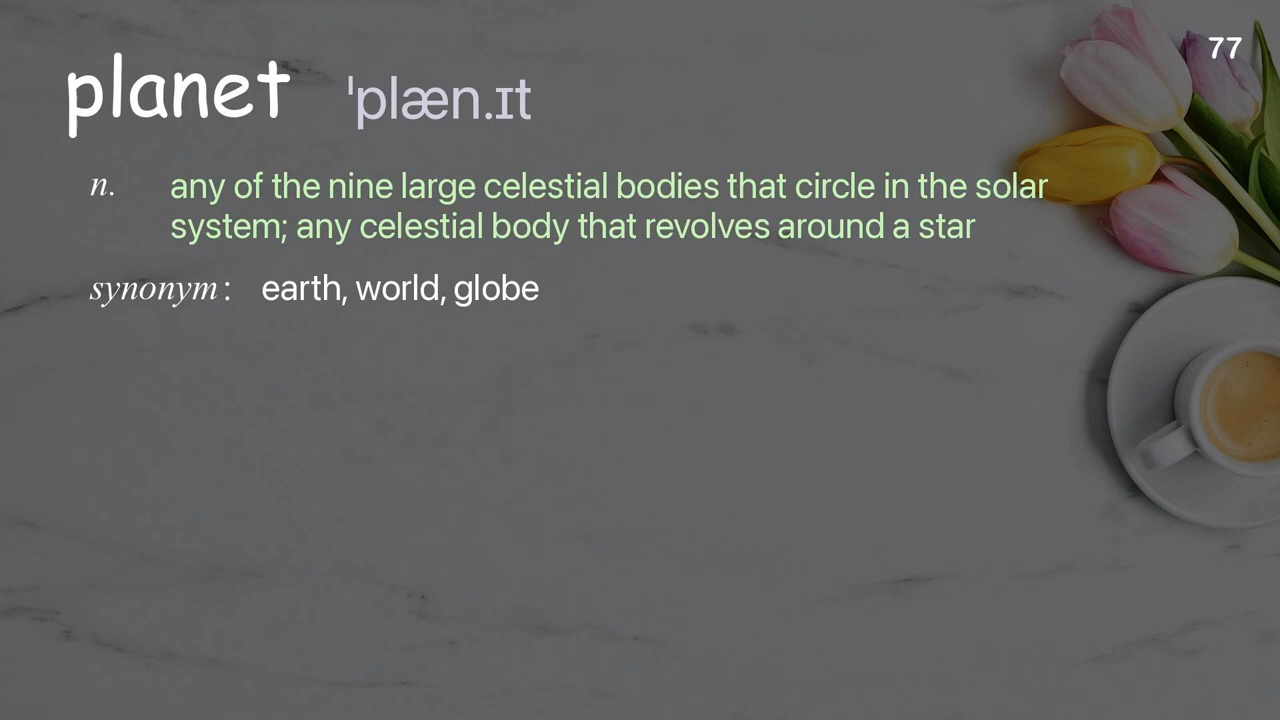 77
planet ˈplæn.ɪt
n. any of the nine large celestial bodies that circle in the solar
system; any celestial body that revolves around a star
synonym: earth, world, globe